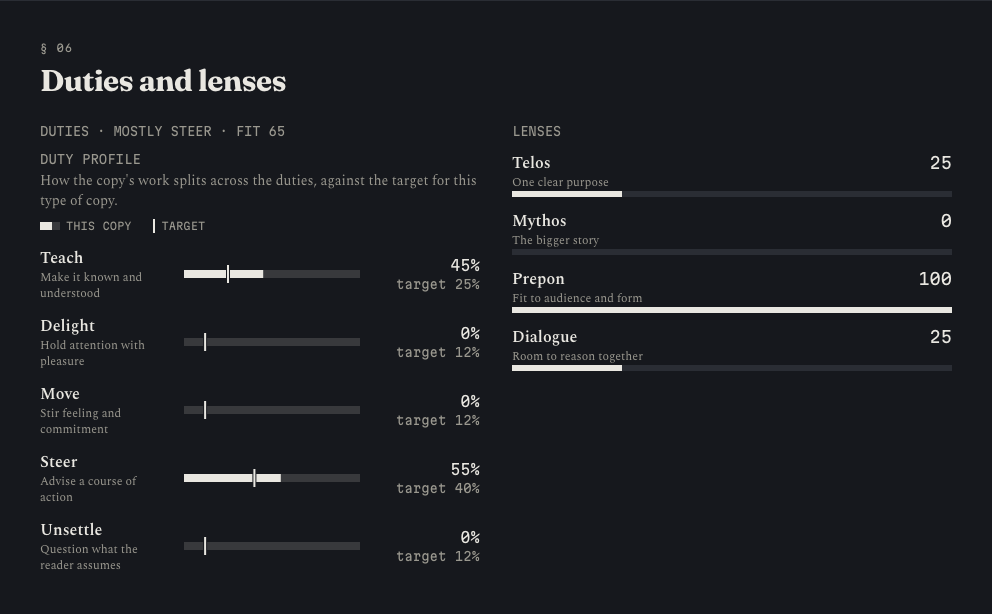 § 06
Duties and lenses
DUTIES · MOSTLY STEER · FIT 65
DUTY PROFILE
How the copy's work splits across the duties, against the target for this
type of copy.
THIS COPY TARGET
Teach
Make it known and
understood
45%
target 25%
Delight
Hold attention with
pleasure
0%
target 12%
Move
Stir feeling and
commitment
0%
target 12%
Steer
Advise a course of
action
55%
target 40%
Unsettle
Question what the
reader assumes
0%
target 12%
LENSES
Telos 25
One clear purpose
Mythos 0
The bigger story
Prepon 100
Fit to audience and form
Dialogue 25
Room to reason together